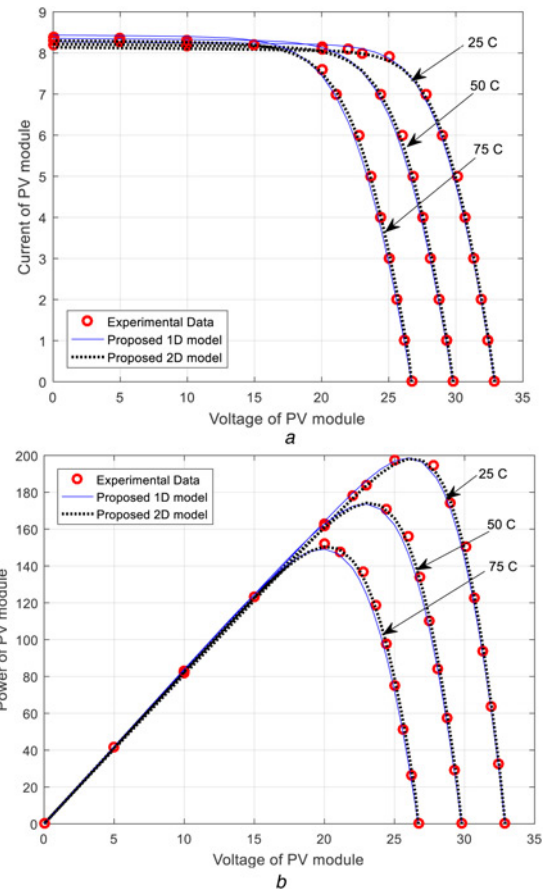 9
8
7
6
5
4
3
2
1
0
Current of PV module
25 C
50 C
75 C
Experimental Data
Proposed 1D model
Proposed 2D model
0 5 10 15 20 25 30 35
Voltage of PV module
a
200
180
160
140
120
100
80
60
40
20
0
Power of PV module
Experimental Data
Proposed 1D model
Proposed 2D model
25 C
50 C
75 C
0 5 10 15 20 25 30 35
Voltage of PV module
b